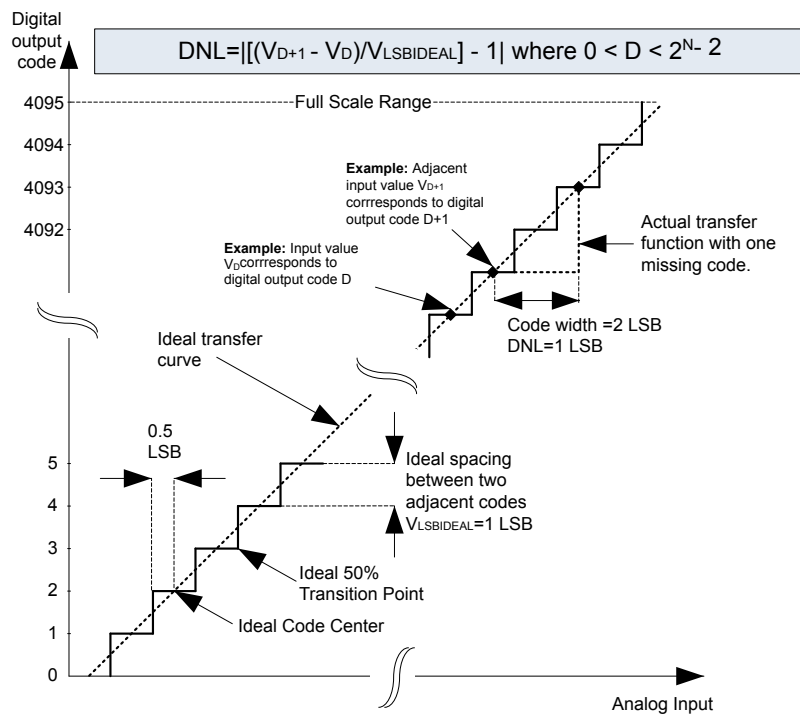 Digital
output
code
DNL=|[(VD+1 - VD)/VLSBIDEAL] - 1| where 0 < D < 2^N- 2
4095
Full Scale Range
4094
4093
4092
Example: Adjacent
input value VD+1
corrresponds to digital
output code D+1
Example: Input value
VDcorrresponds to
digital output code D
Actual transfer
function with one
missing code.
Code width =2 LSB
DNL=1 LSB
Ideal transfer
curve
0.5
LSB
5
4
3
2
1
0
Ideal spacing
between two
adjacent codes
VLSBIDEAL=1 LSB
Ideal 50%
Transition Point
Ideal Code Center
Analog Input